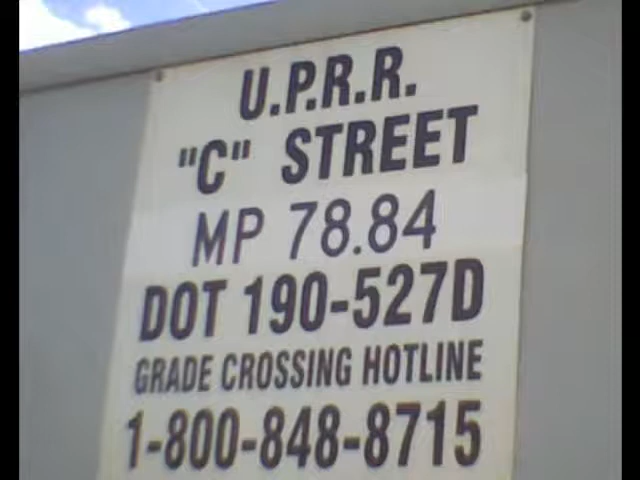 U.P.R.R.
"C" STREET
MP 78.84
DOT 190-527D
GRADE CROSSING HOTLINE
1-800-848-8715